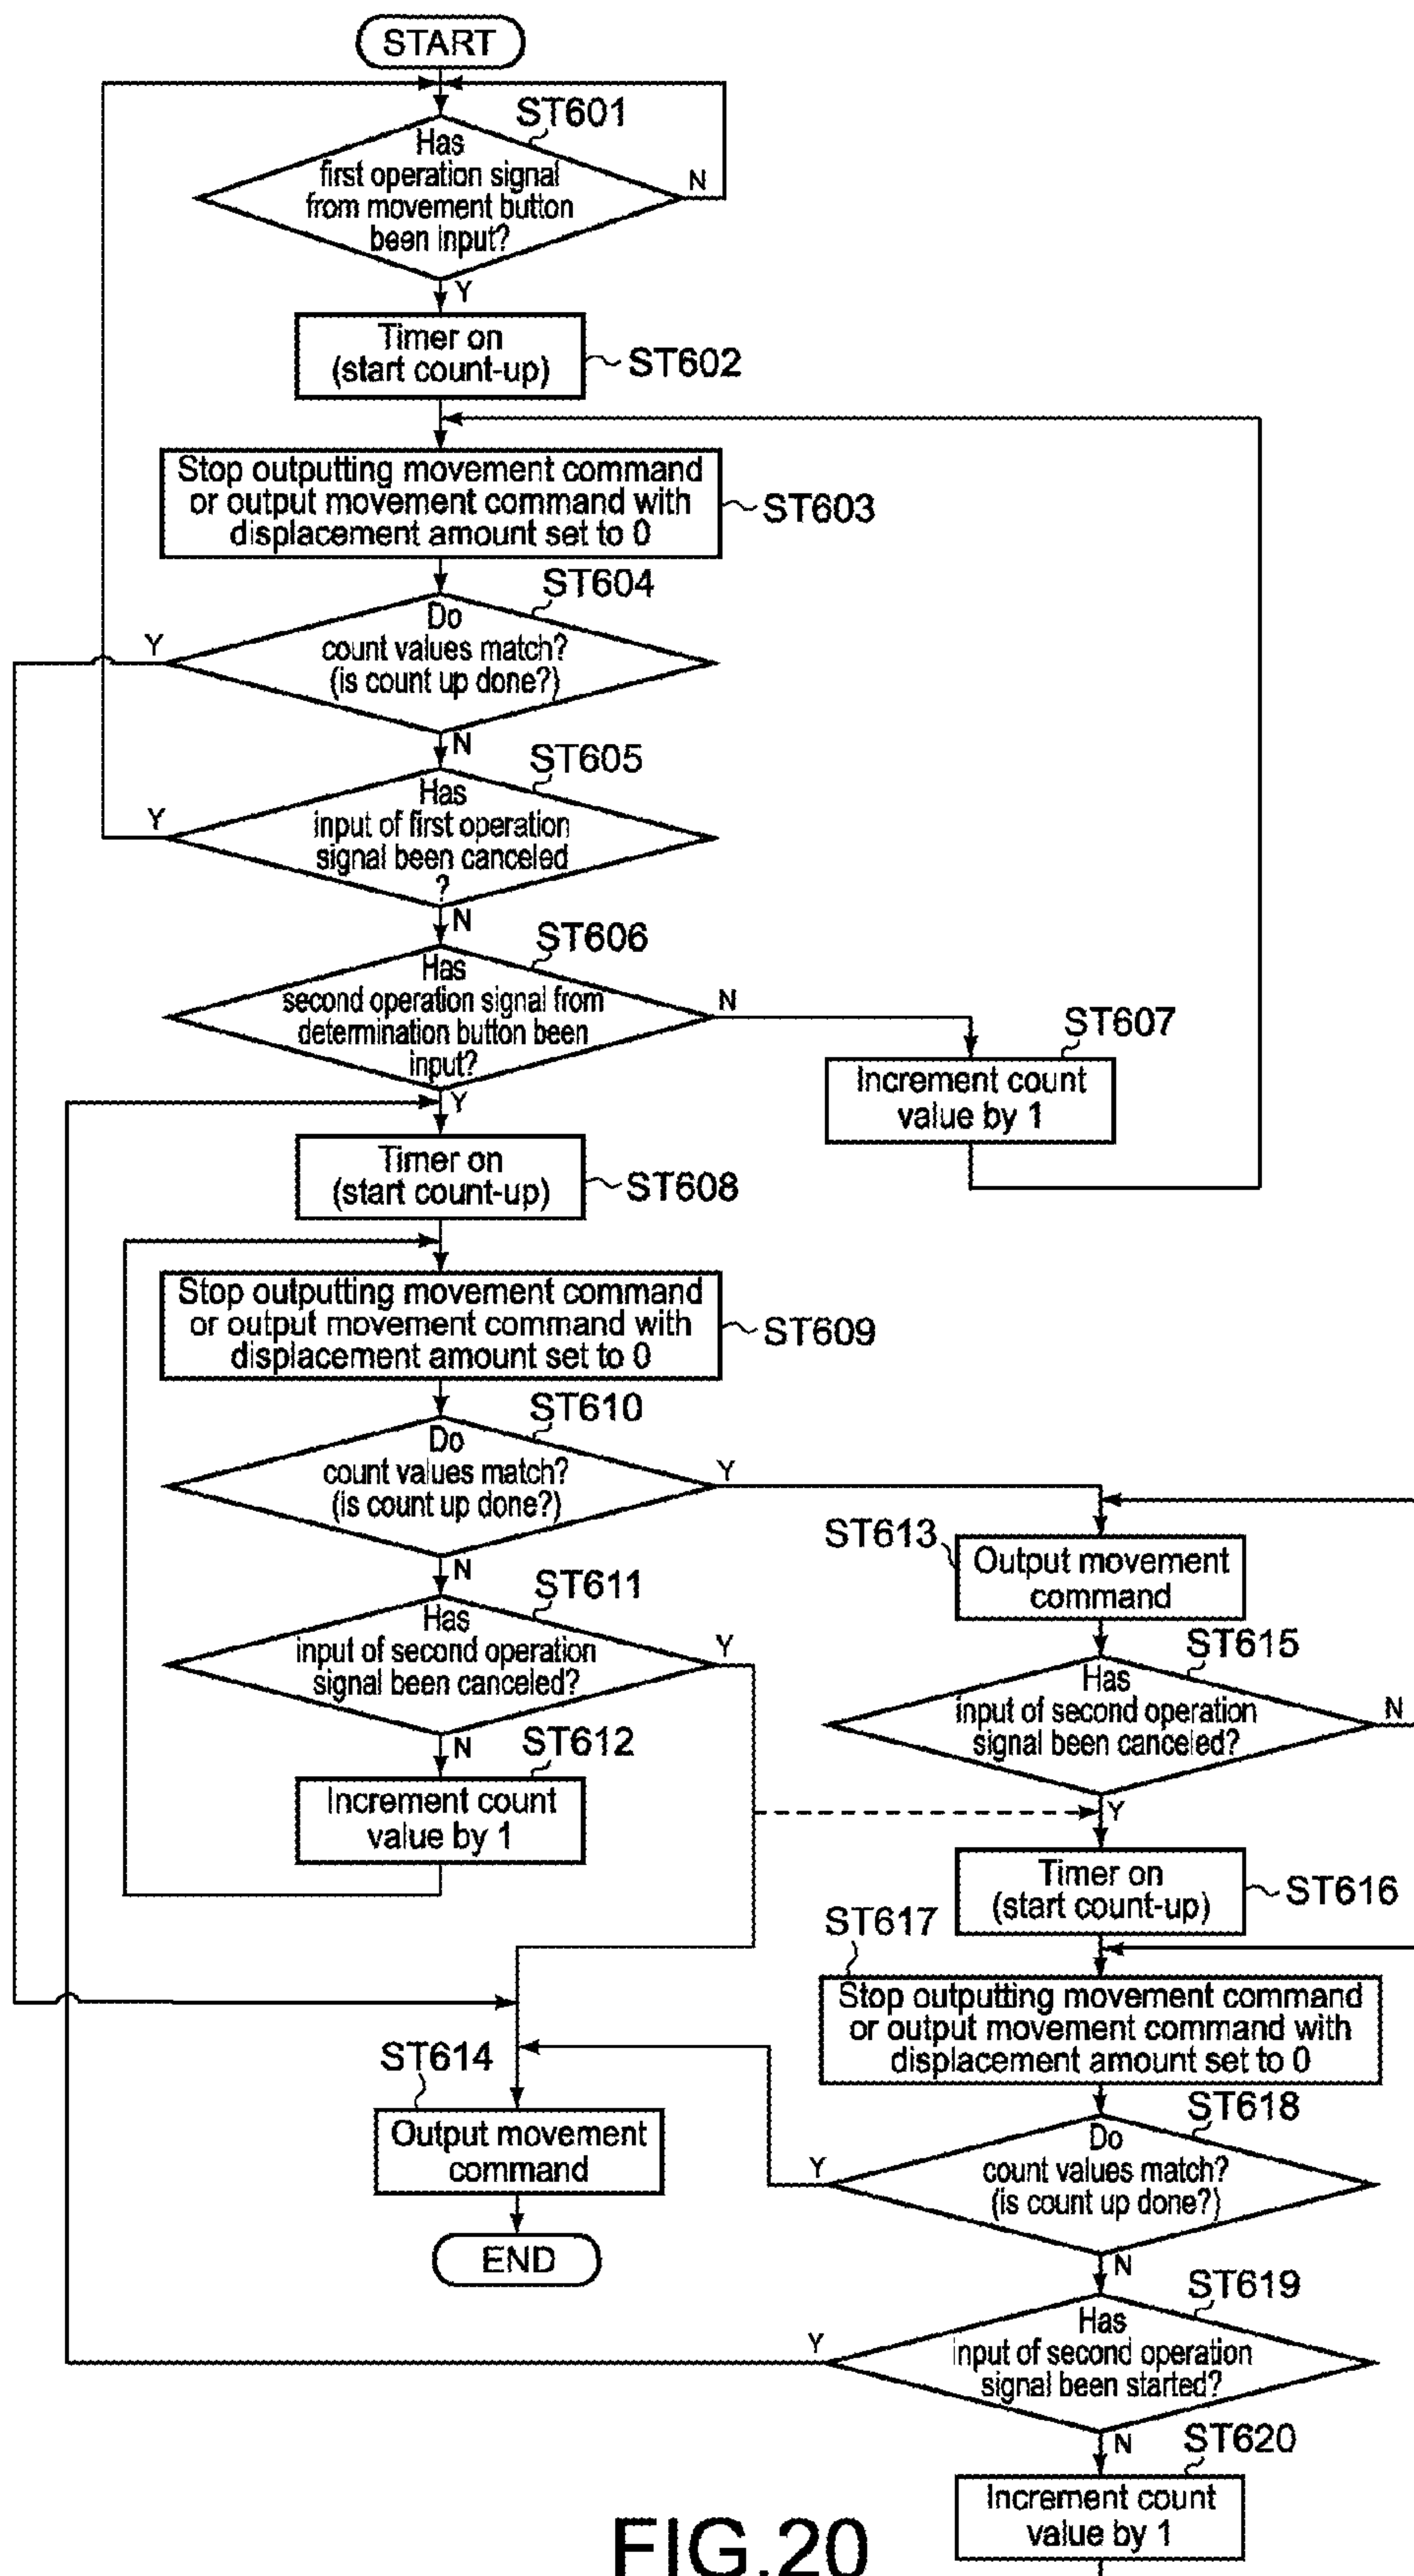 START
ST601
Has
first operation signal
from movement button
been input?
N
Y
Timer on
(start count-up)
ST602
Stop outputting movement command
or output movement command with
displacement amount set to 0
ST603
ST604
Do
count values match?
(is count up done?)
Y
N
ST605
Has
input of first operation
signal been canceled
?
Y
N
ST606
Has
second operation signal from
determination button been
input?
N
Y
ST607
Increment count
value by 1
Timer on
(start count-up)
ST608
Stop outputting movement command
or output movement command with
displacement amount set to 0
ST609
ST610
Do
count values match?
(is count up done?)
Y
N
ST611
Has
input of second operation
signal been canceled?
Y
N
ST612
Increment count
value by 1
ST613
Output movement
command
ST615
Has
input of second operation
signal been canceled?
N
Y
Timer on
(start count-up)
ST616
ST617
Stop outputting movement command
or output movement command with
displacement amount set to 0
ST614
Output movement
command
END
ST618
Do
count values match?
(is count up done?)
Y
N
ST619
Has
input of second operation
signal been started?
Y
N
ST620
Increment count
value by 1
FIG.20